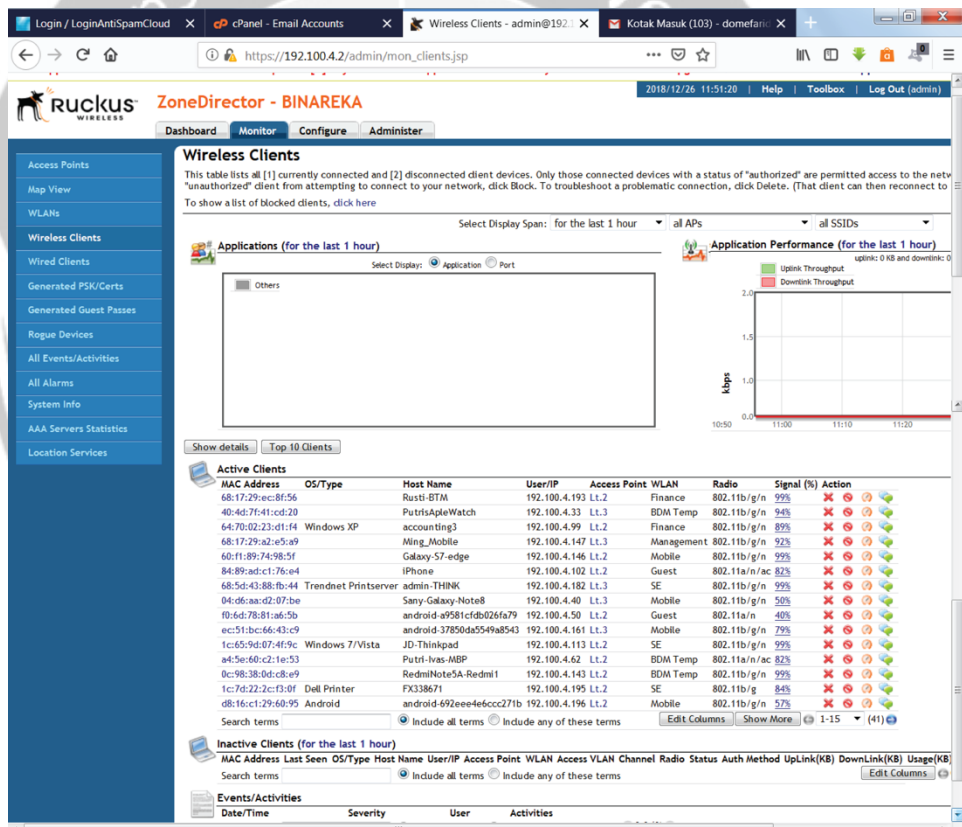 Login / LoginAntiSpamCloud
cPanel - Email Accounts
Wireless Clients - admin@192.1
Kotak Masuk (103) - domefaric
https://192.100.4.2/admin/mon_clients.jsp
Ruckus WIRELESS
ZoneDirector - BINAREKA
2018/12/26 11:51:20 | Help | Toolbox | Log Out (admin)
Dashboard Monitor Configure Administer
Access Points
Map View
WLANs
Wireless Clients
Wired Clients
Generated PSK/Certs
Generated Guest Passes
Rogue Devices
All Events/Activities
All Alarms
System Info
AAA Servers Statistics
Location Services
Wireless Clients
This table lists all [1] currently connected and [2] disconnected client devices. Only those connected devices with a status of "authorized" are permitted access to the netw
"unauthorized" client from attempting to connect to your network, click Block. To troubleshoot a problematic connection, click Delete. (That client can then reconnect to
To show a list of blocked clients, click here
Select Display Span: for the last 1 hour all APs all SSIDs
Applications (for the last 1 hour)
Select Display: Application Port
Others
Application Performance (for the last 1 hour)
uplink: 0 KB and downlink: 0
Uplink Throughput
Downlink Throughput
kbps
2.0
1.5
1.0
0.0
10:50 11:00 11:10 11:20
Show details Top 10 Clients
Active Clients
MAC Address OS/Type Host Name User/IP Access Point WLAN Radio Signal (%) Action
68:17:29:ec:8f:56 Rusti-BTM 192.100.4.193 Lt.2 Finance 802.11b/g/n 99%
40:4d:7f:41:cd:20 PutrisApleWatch 192.100.4.33 Lt.3 BDM Temp 802.11b/g/n 94%
64:70:02:23:d1:f4 Windows XP accounting3 192.100.4.99 Lt.2 Finance 802.11b/g/n 89%
68:17:29:a2:e5:a9 Ming_Mobile 192.100.4.147 Lt.3 Management 802.11b/g/n 92%
60:f1:89:74:98:5f Galaxy-S7-edge 192.100.4.146 Lt.2 Mobile 802.11b/g/n 99%
84:89:ad:c1:76:e4 iPhone 192.100.4.102 Lt.2 Guest 802.11a/n/ac 82%
68:5d:43:88:fb:44 Trendnet Printserver admin-THINK 192.100.4.182 Lt.3 SE 802.11b/g/n 99%
04:d6:aa:d2:07:be Sany-Galaxy-Note8 192.100.4.40 Lt.3 Mobile 802.11b/g/n 50%
f0:6d:78:81:a6:5b android-a9581cfdb026fa79 192.100.4.50 Lt.2 Guest 802.11a/n 40%
ec:51:bc:66:43:c9 android-37850da5549a8543 192.100.4.161 Lt.3 Mobile 802.11b/g/n 79%
1c:65:9d:07:4f:9c Windows 7/Vista JD-Thinkpad 192.100.4.113 Lt.2 SE 802.11b/g/n 99%
a4:5e:60:c2:1e:53 Putri-Ivas-MBP 192.100.4.62 Lt.2 BDM Temp 802.11a/n/ac 82%
0c:98:38:0d:c8:e9 RedmiNote5A-Redmi1 192.100.4.143 Lt.2 BDM Temp 802.11b/g/n 99%
1c:7d:22:2c:f3:0f Dell Printer FX338671 192.100.4.195 Lt.2 SE 802.11b/g 84%
d8:16:c1:29:60:95 Android android-692eee4e6ccc271b 192.100.4.196 Lt.2 Mobile 802.11b/g/n 57%
Search terms Include all terms Include any of these terms Edit Columns Show More 1-15 (41)
Inactive Clients (for the last 1 hour)
MAC Address Last Seen OS/Type Host Name User/IP Access Point WLAN Access VLAN Channel Radio Status Auth Method UpLink(KB) DownLink(KB) Usage(KB)
Search terms Include all terms Include any of these terms Edit Columns
Events/Activities
Date/Time Severity User Activities